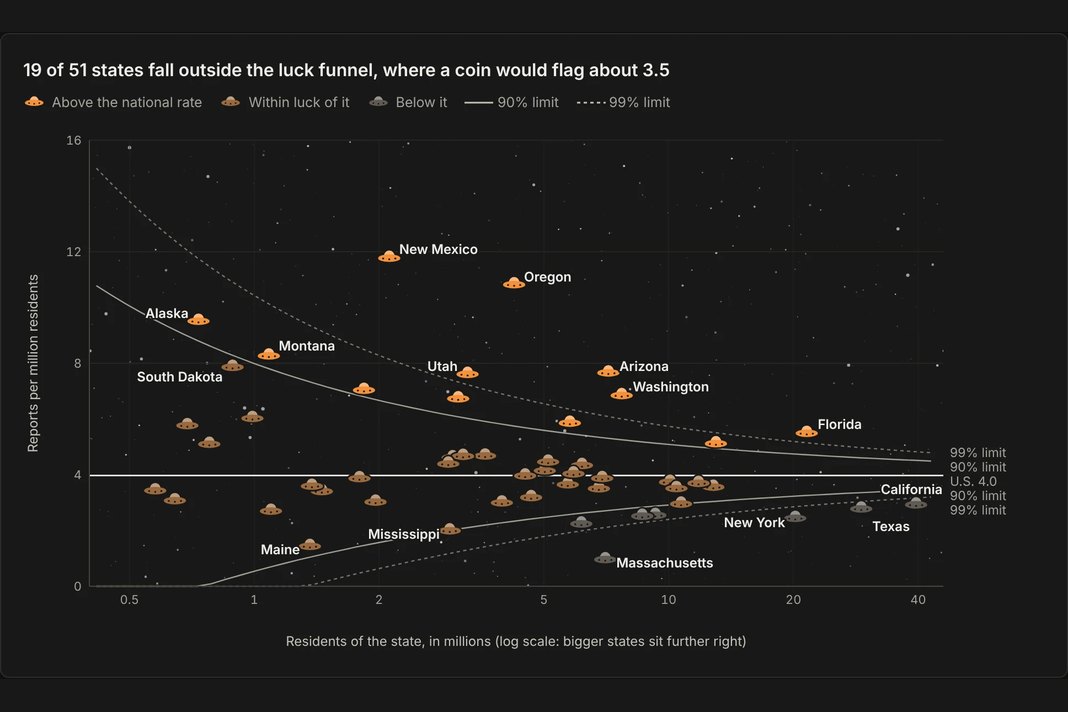 19 of 51 states fall outside the luck funnel, where a coin would flag about 3.5
Above the national rate Within luck of it Below it 90% limit 99% limit
16
12
8
4
0
Reports per million residents
New Mexico
Oregon
Alaska
Montana
South Dakota
Utah
Arizona
Washington
Florida
99% limit
90% limit
U.S. 4.0
90% limit
99% limit
California
Texas
New York
Mississippi
Maine
Massachusetts
0.5 1 2 5 10 20 40
Residents of the state, in millions (log scale: bigger states sit further right)